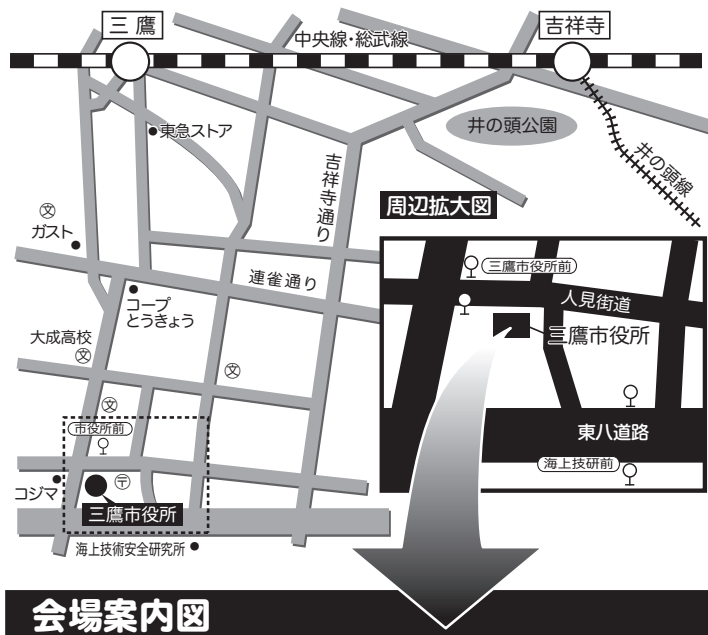 三鷹
吉祥寺
中央線・総武線
東急ストア
井の頭公園
井の頭線
吉祥寺通り
周辺拡大図
文
ガスト
連雀通り
コープ
とうきょう
大成高校
文
文
文
市役所前
コジマ
〒
三鷹市役所
海上技術安全研究所
三鷹市役所前
人見街道
三鷹市役所
東八道路
海上技研前
会場案内図